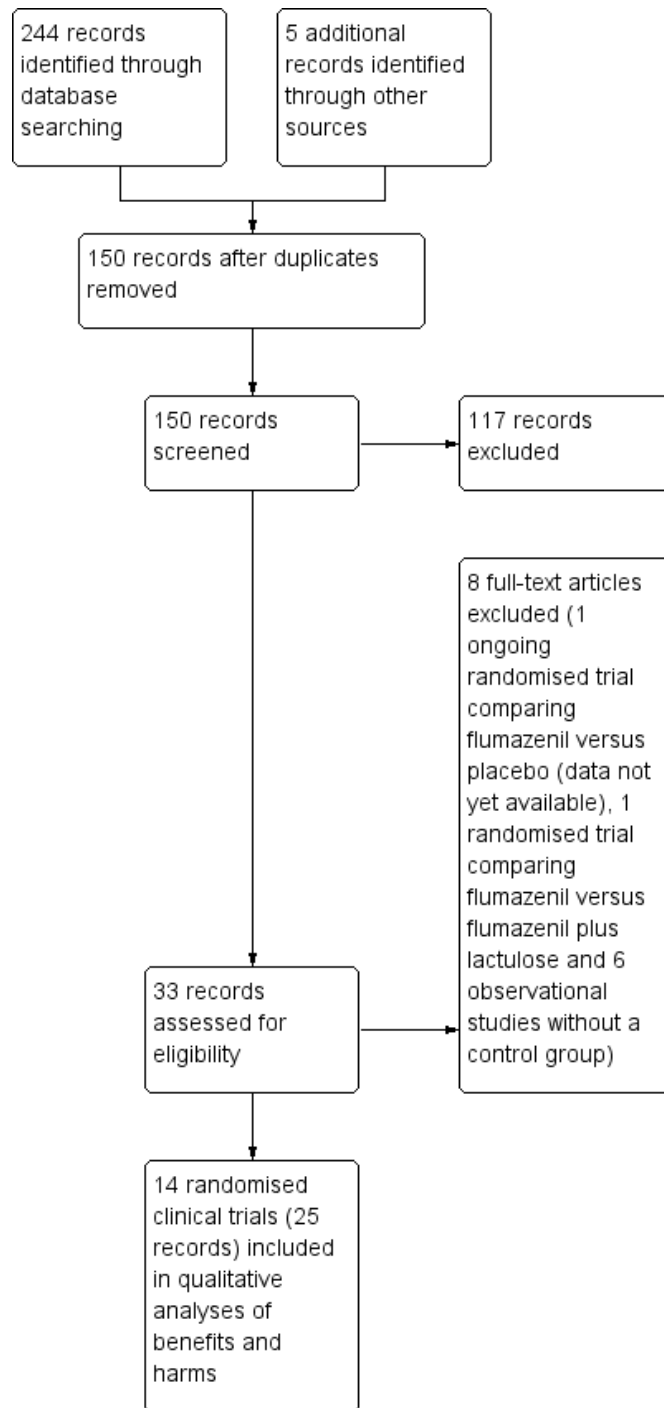 244 records
identified through
database
searching
5 additional
records identified
through other
sources
150 records after duplicates
removed
150 records
screened
117 records
excluded
8 full-text articles
excluded (1
ongoing
randomised trial
comparing
flumazenil versus
placebo (data not
yet available), 1
randomised trial
comparing
flumazenil versus
flumazenil plus
lactulose and 6
observational
studies without a
control group)
33 records
assessed for
eligibility
14 randomised
clinical trials (25
records) included
in qualitative
analyses of
benefits and
harms